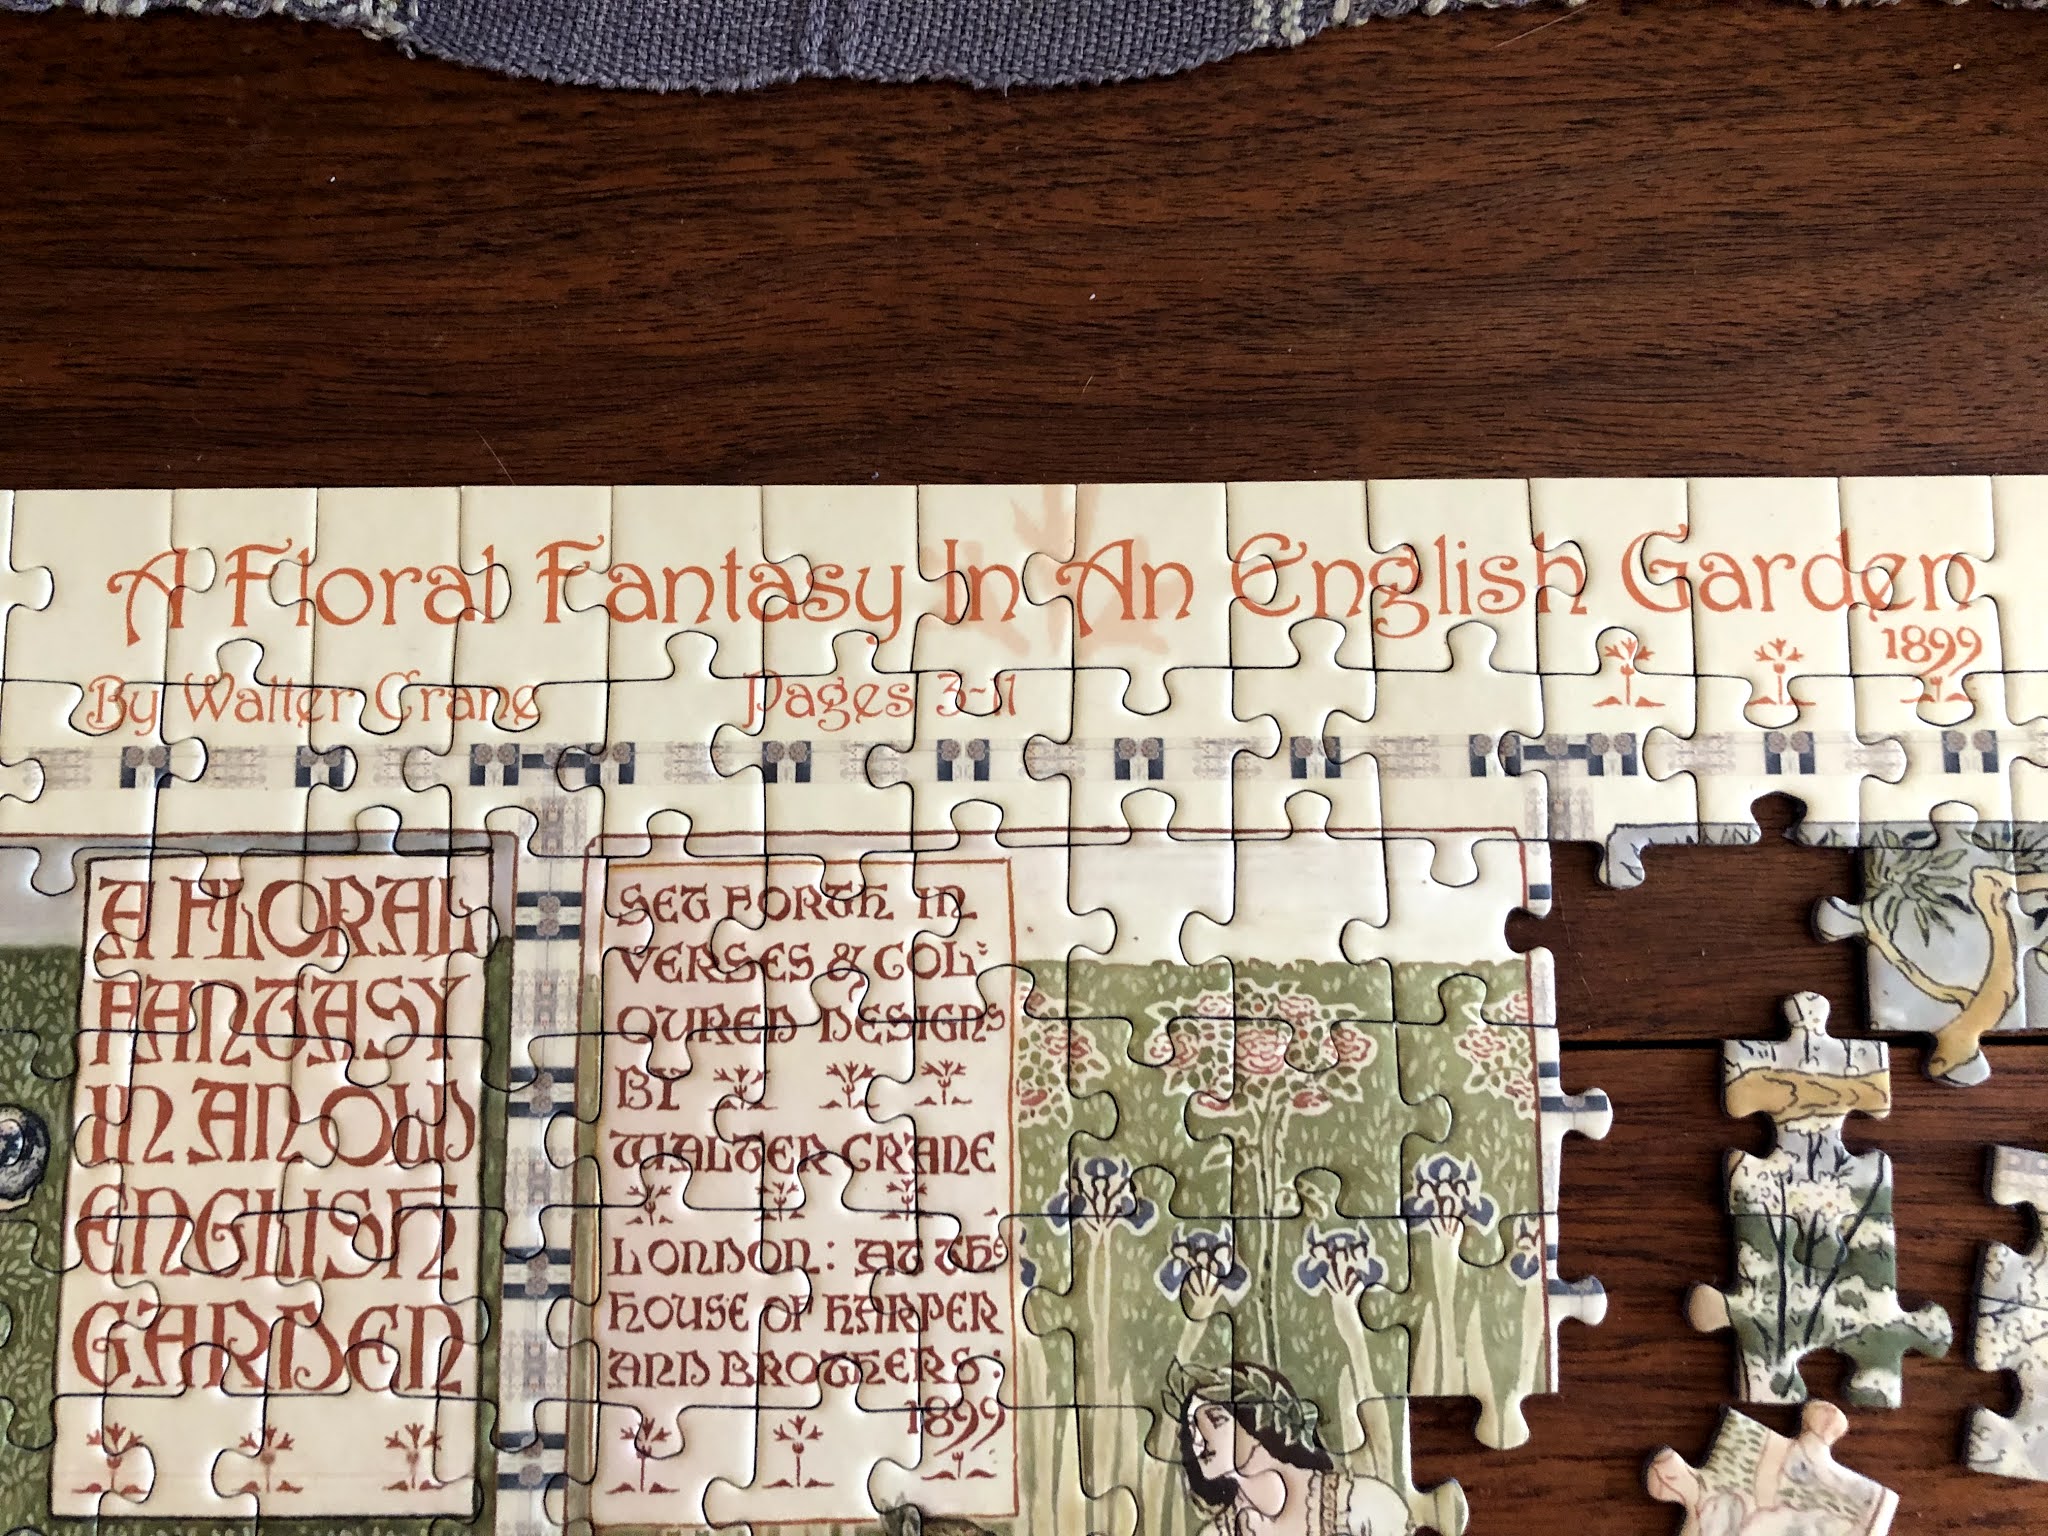 A Floral Fantasy In An English Garden
1899
By Walter Crane Pages 3-11
A FLORAL
FANTASY
IN AN OLD
ENGLISH
GARDEN
SET FORTH IN
VERSES & COL=
OURED DESIGNS
BY
WALTER CRANE
LONDON: AT THE
HOUSE OF HARPER
AND BROTHERS:
1899